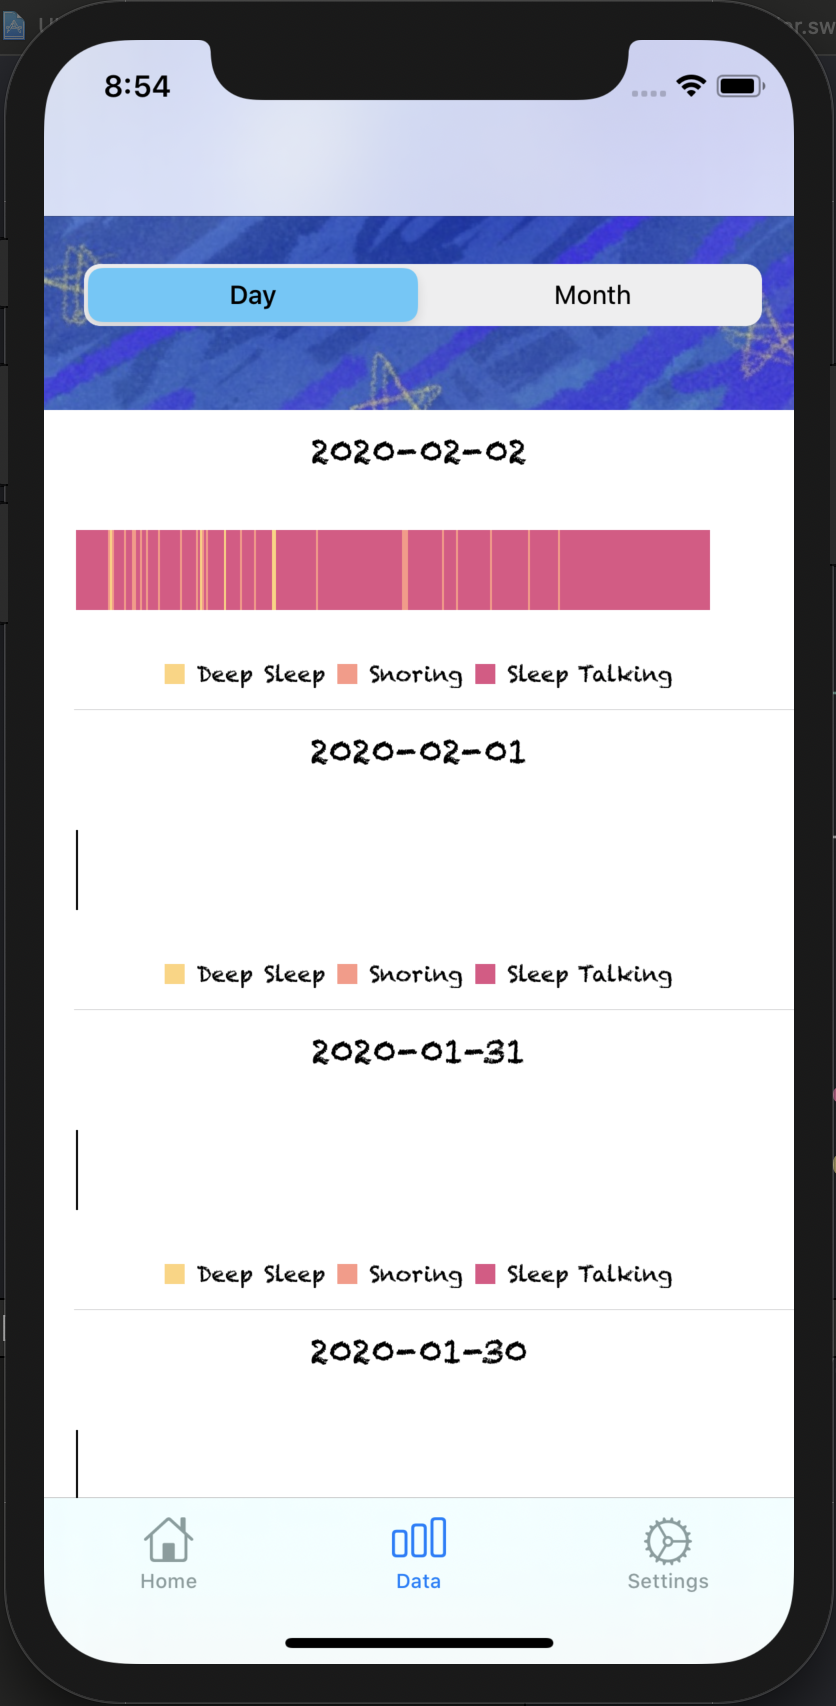 8:54
Day Month
2020-02-02
Deep Sleep Snoring Sleep Talking
2020-02-01
Deep Sleep Snoring Sleep Talking
2020-01-31
Deep Sleep Snoring Sleep Talking
2020-01-30
Home Data Settings